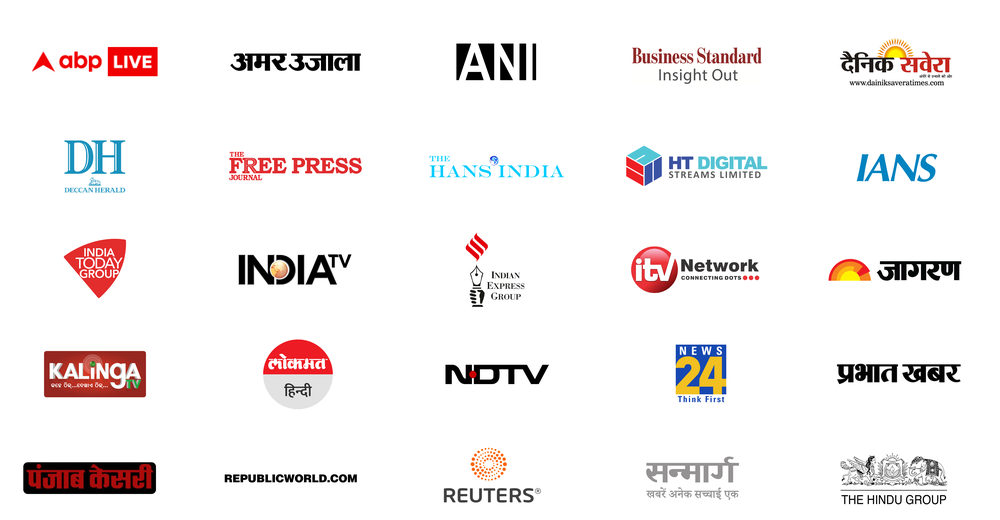 abp LIVE
अमर उजाला
ANI
Business Standard
Insight Out
दैनिक सवेरा
www.dainiksaveratimes.com
DH
DECCAN HERALD
THE
FREE PRESS
JOURNAL
THE
HANS INDIA
HT DIGITAL
STREAMS LIMITED
IANS
INDIA
TODAY
GROUP
INDIA TV
INDIAN
EXPRESS
GROUP
itv Network
CONNECTING DOTS
जागरण
KALINGA
TV
लोकमत
हिन्दी
NDTV
NEWS
24
Think First
प्रभात खबर
पंजाब केसरी
REPUBLICWORLD.COM
REUTERS®
सन्मार्ग
खबरें अनेक सच्चाई एक
THE HINDU GROUP